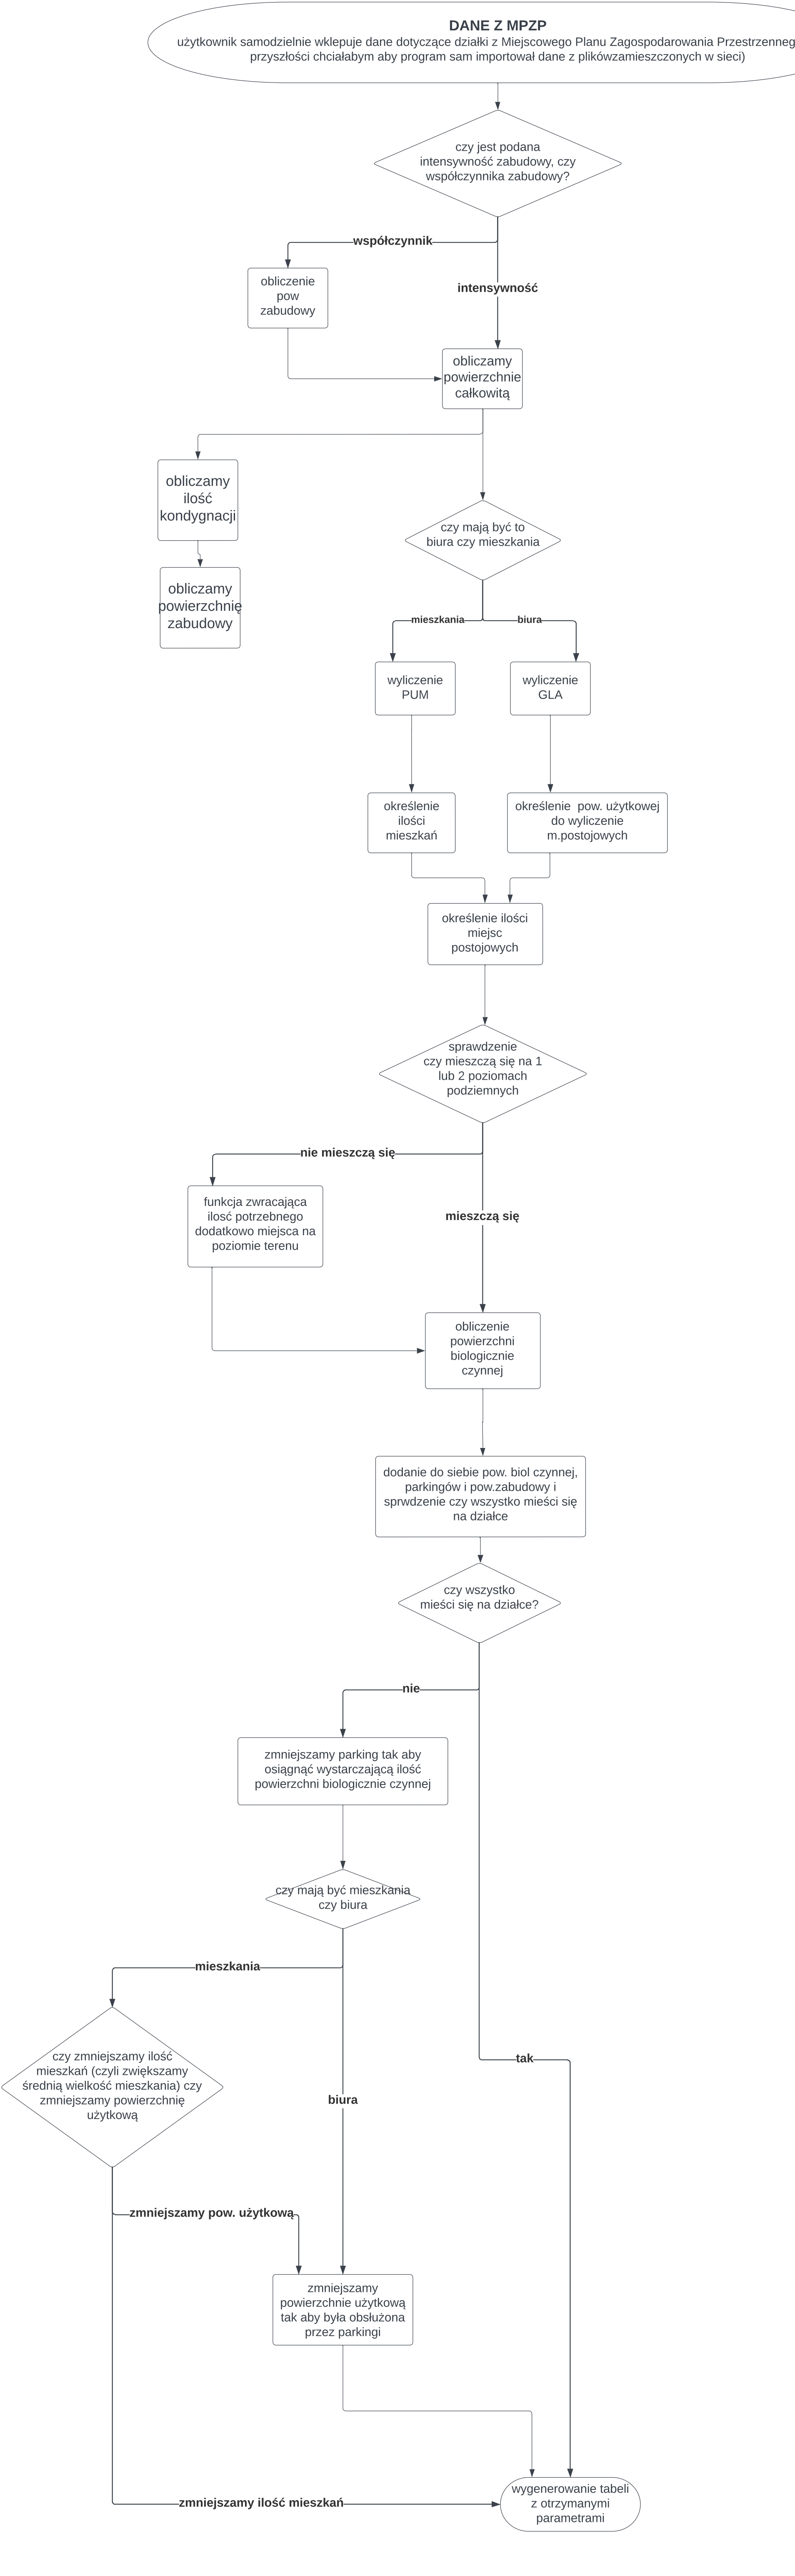 DANE Z MPZP
użytkownik samodzielnie wklepuje dane dotyczące działki z Miejscowego Planu Zagospodarowania Przestrzenneg
przyszłości chciałabym aby program sam importował dane z plikówzamieszczonych w sieci)
czy jest podana
intensywność zabudowy, czy
współczynnika zabudowy?
współczynnik
obliczenie
pow
zabudowy
intensywność
obliczamy
powierzchnie
całkowitą
obliczamy
ilość
kondygnacji
czy mają być to
biura czy mieszkania
obliczamy
powierzchnię
zabudowy
mieszkania
biura
wyliczenie
PUM
wyliczenie
GLA
określenie
ilości
mieszkań
określenie  pow. użytkowej
do wyliczenie
m.postojowych
określenie ilości
miejsc
postojowych
sprawdzenie
czy mieszczą się na 1
lub 2 poziomach
podziemnych
nie mieszczą się
funkcja zwracająca
ilosć potrzebnego
dodatkowo miejsca na
poziomie terenu
mieszczą się
obliczenie
powierzchni
biologicznie
czynnej
dodanie do siebie pow. biol czynnej,
parkingów i pow.zabudowy i
sprwdzenie czy wszystko mieści się
na działce
czy wszystko
mieści się na działce?
nie
zmniejszamy parking tak aby
osiągnąć wystarczającą ilość
powierzchni biologicznie czynnej
czy mają być mieszkania
czy biura
mieszkania
czy zmniejszamy ilość
mieszkań (czyli zwiększamy
średnią wielkość mieszkania) czy
zmniejszamy powierzchnię
użytkową
tak
biura
zmniejszamy pow. użytkową
zmniejszamy
powierzchnie użytkową
tak aby była obsłużona
przez parkingi
zmniejszamy ilość mieszkań
wygenerowanie tabeli
z otrzymanymi
parametrami